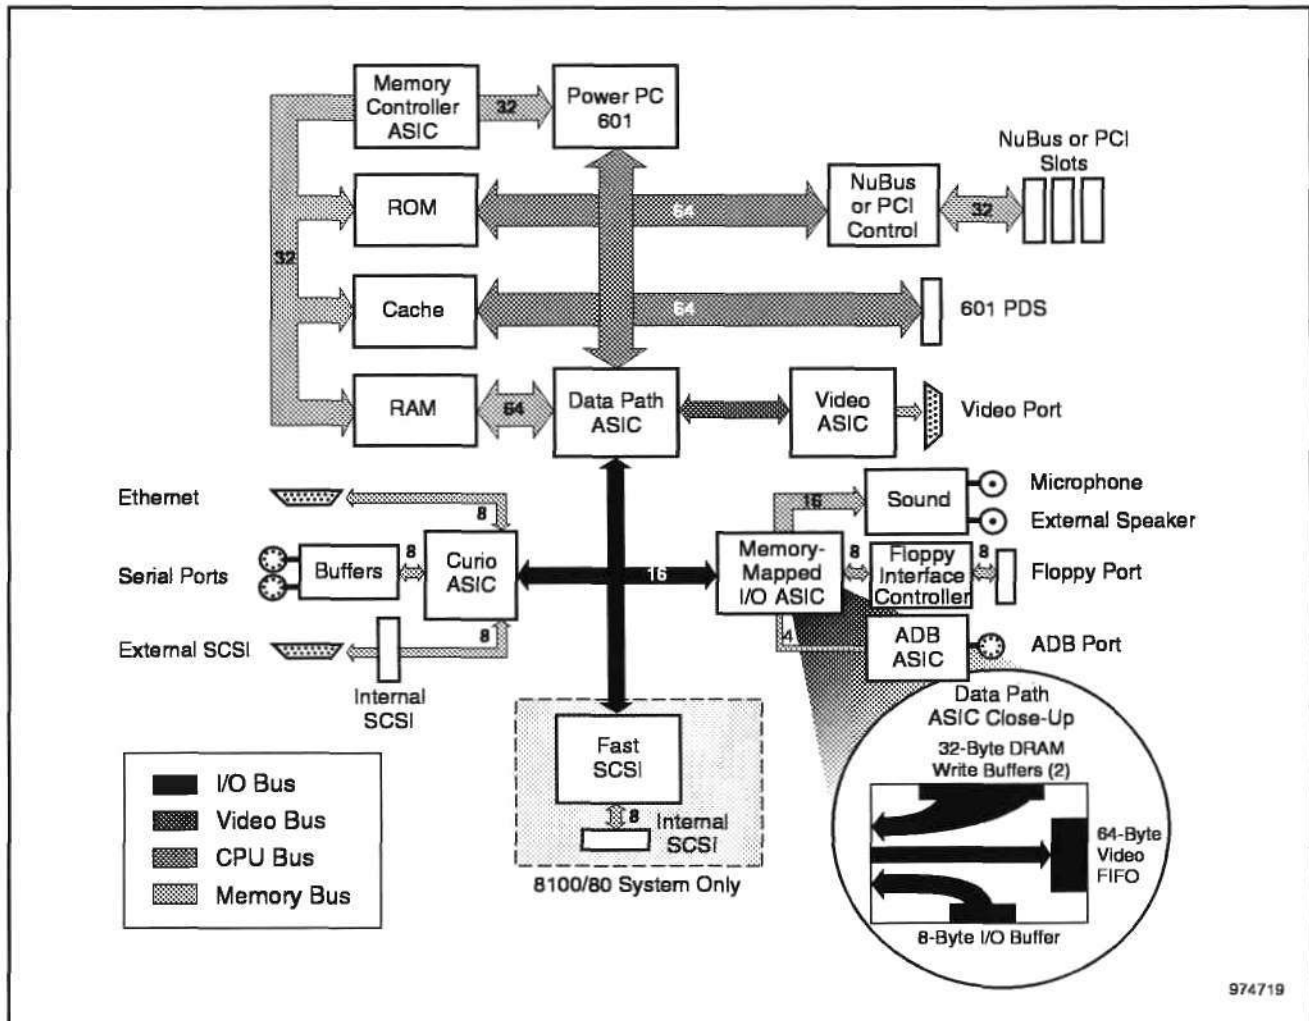 Memory
Controller
ASIC
32
Power PC
601
NuBus or PCI
Slots
ROM
64
NuBus
or PCI
Control
32
32
Cache
64
601 PDS
RAM
64
Data Path
ASIC
Video
ASIC
Video Port
Ethernet
8
16
Sound
Microphone
External Speaker
Serial Ports
Buffers
8
Curio
ASIC
16
Memory-
Mapped
I/O ASIC
8
Floppy
Interface
Controller
8
Floppy Port
External SCSI
8
Internal
SCSI
4
ADB
ASIC
ADB Port
Fast
SCSI
8
Internal
SCSI
8100/80 System Only
I/O Bus
Video Bus
CPU Bus
Memory Bus
Data Path
ASIC Close-Up
32-Byte DRAM
Write Buffers (2)
64-Byte
Video
FIFO
8-Byte I/O Buffer
974719